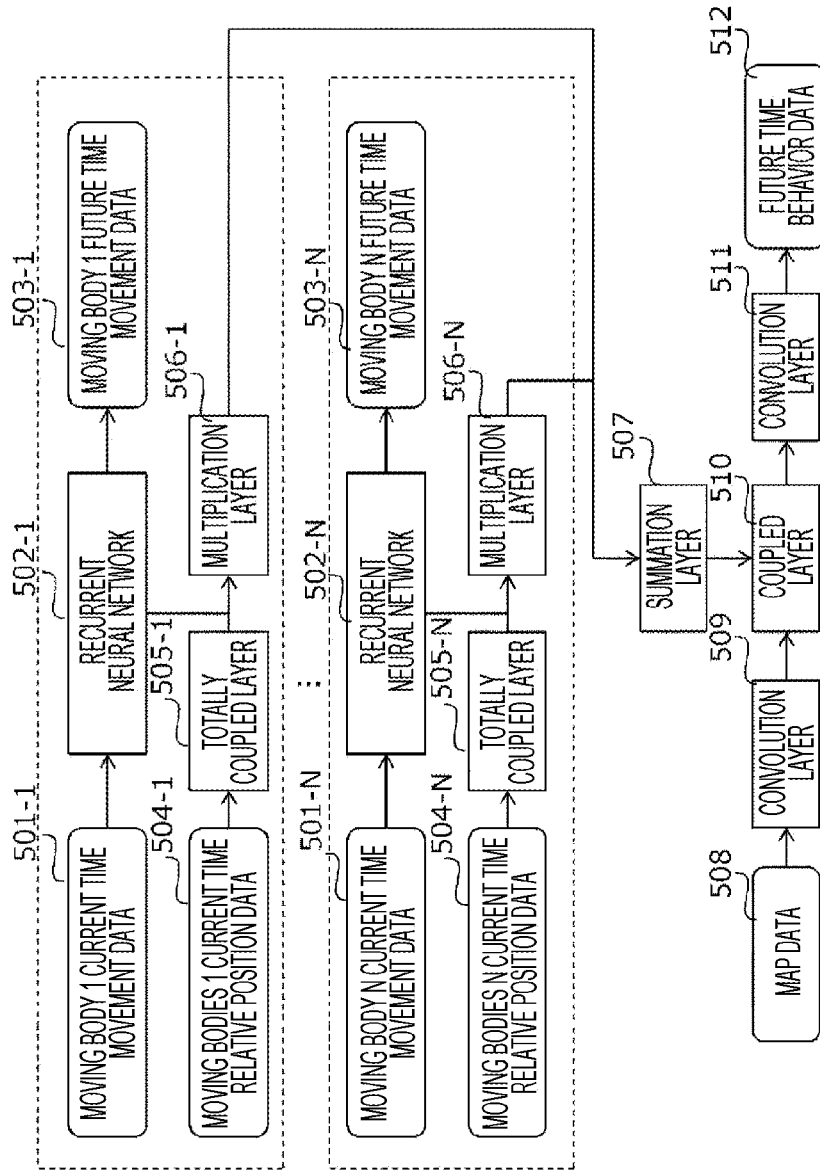 501-1
MOVING BODY 1 CURRENT TIME
MOVEMENT DATA
502-1
RECURRENT
NEURAL NETWORK
503-1
MOVING BODY 1 FUTURE TIME
MOVEMENT DATA
504-1
MOVING BODIES 1 CURRENT TIME
RELATIVE POSITION DATA
505-1
TOTALLY
COUPLED LAYER
506-1
MULTIPLICATION
LAYER
...
501-N
MOVING BODY N CURRENT TIME
MOVEMENT DATA
502-N
RECURRENT
NEURAL NETWORK
503-N
MOVING BODY N FUTURE TIME
MOVEMENT DATA
504-N
MOVING BODIES N CURRENT TIME
RELATIVE POSITION DATA
505-N
TOTALLY
COUPLED LAYER
506-N
MULTIPLICATION
LAYER
507
SUMMATION
LAYER
508
MAP DATA
509
CONVOLUTION
LAYER
510
COUPLED
LAYER
511
CONVOLUTION
LAYER
512
FUTURE TIME
BEHAVIOR DATA